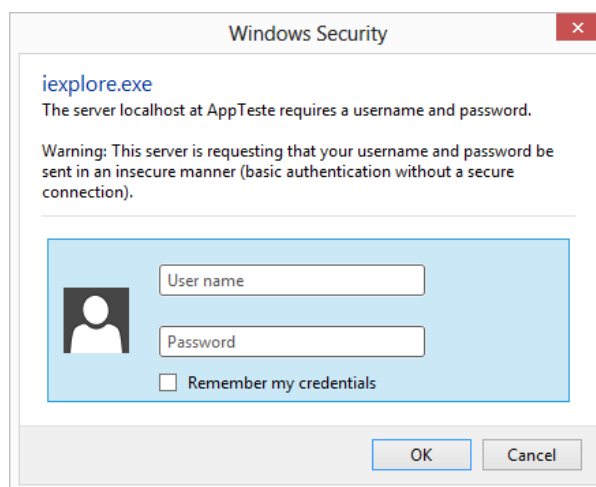 Windows Security
iexplore.exe
The server localhost at AppTeste requires a username and password.
Warning: This server is requesting that your username and password be
sent in an insecure manner (basic authentication without a secure
connection).
User name
Password
Remember my credentials
OK
Cancel